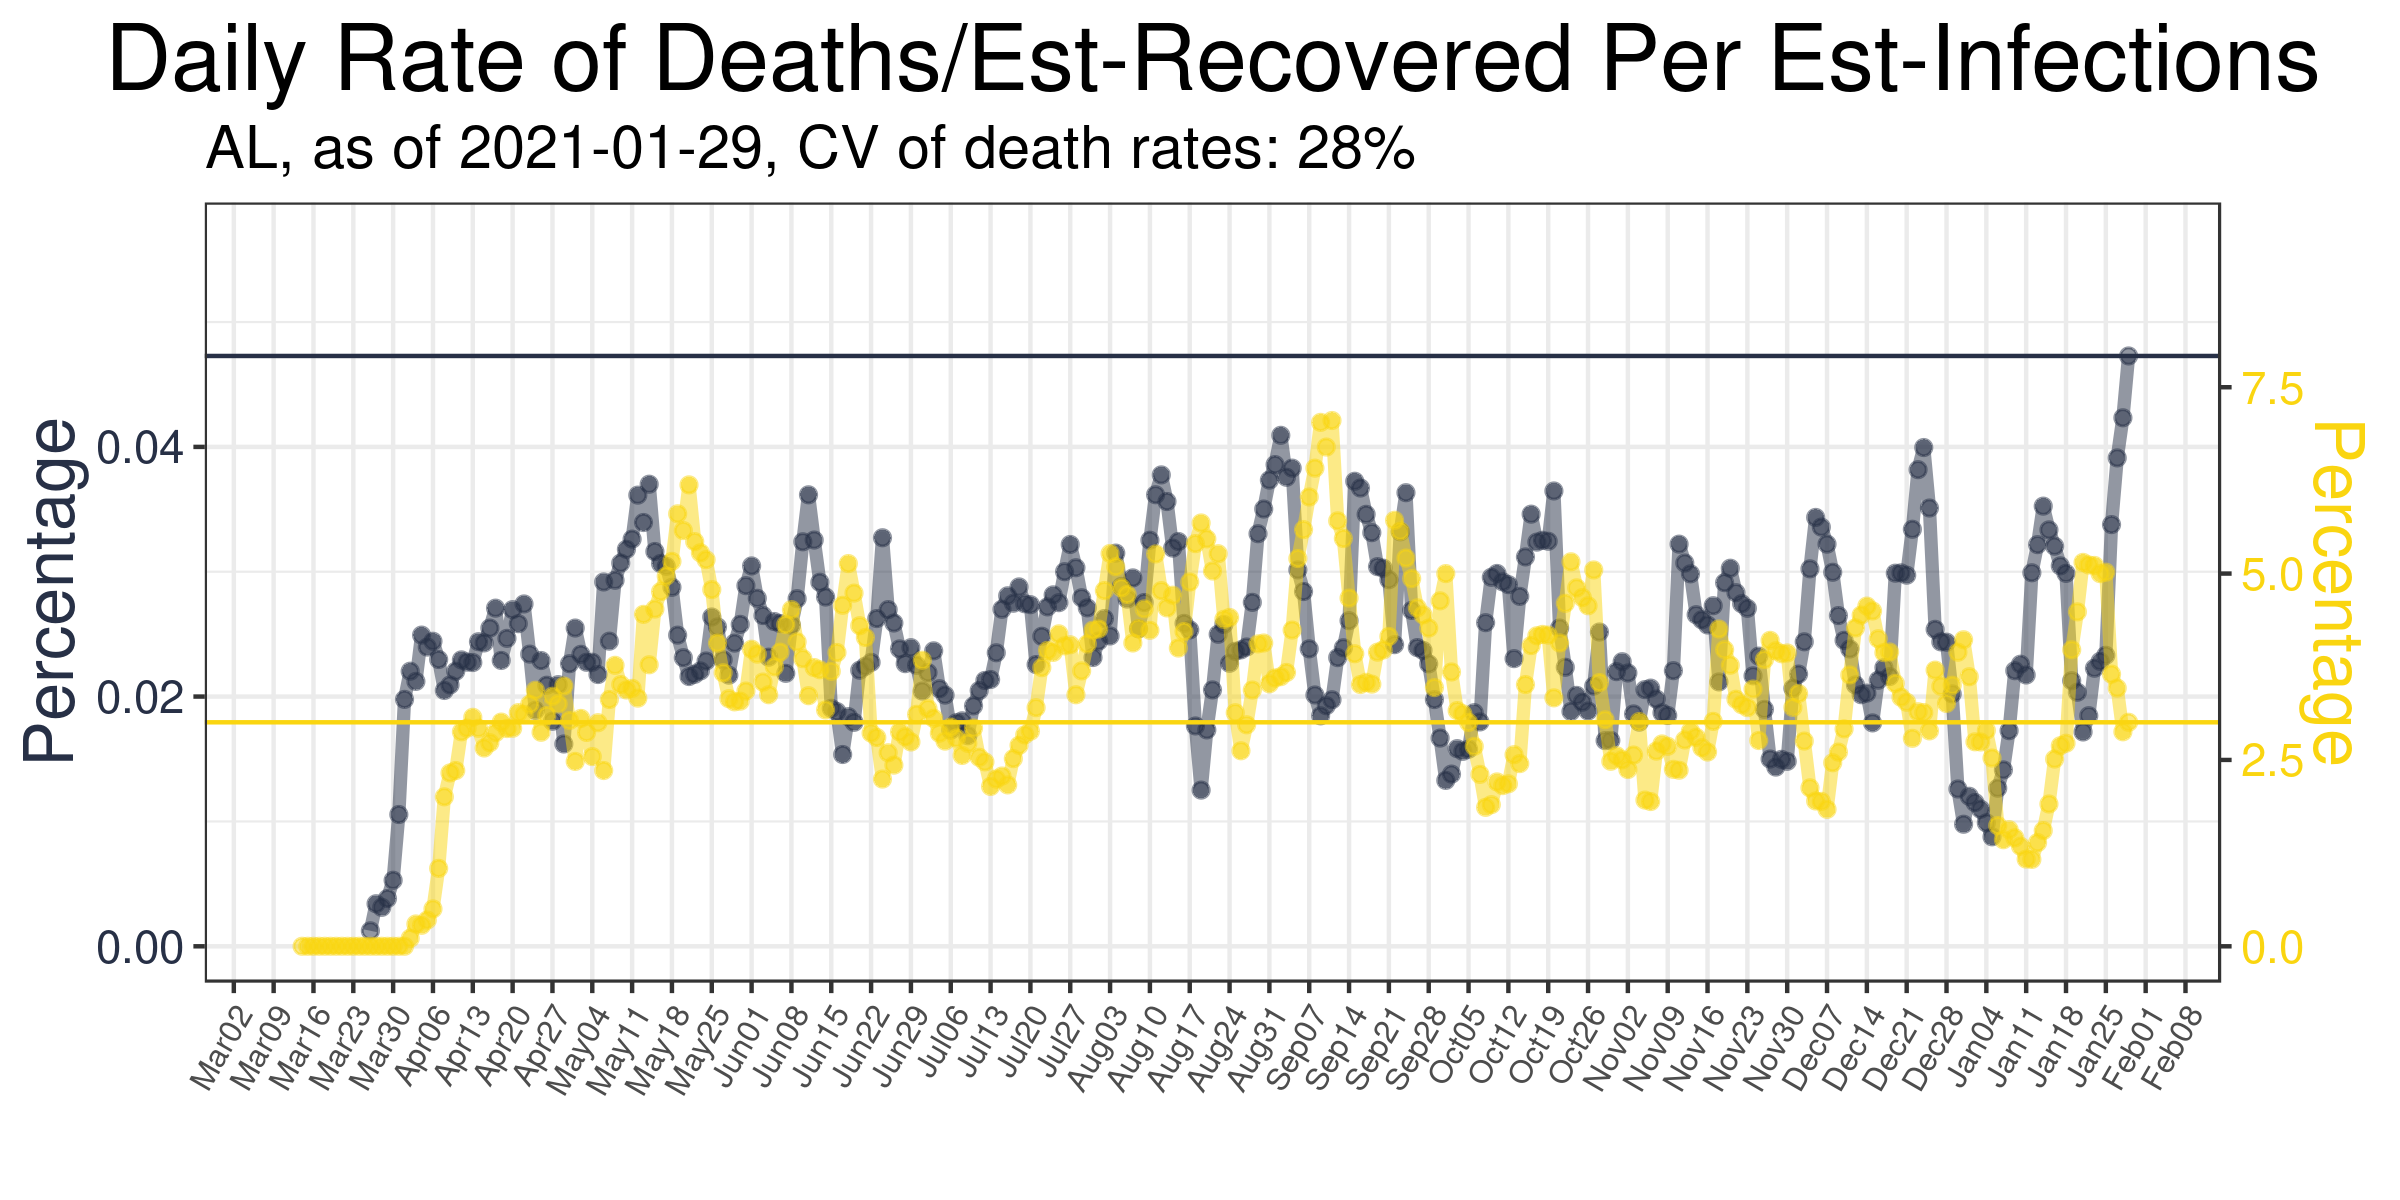 Daily Rate of Deaths/Est-Recovered Per Est-Infections
AL, as of 2021-01-29, CV of death rates: 28%
Percentage
0.04
0.02
0.00
7.5
5.0
2.5
0.0
Percentage
Mar02 Mar09 Mar16 Mar23 Mar30 Apr06 Apr13 Apr20 Apr27 May04 May11 May18 May25 Jun01 Jun08 Jun15 Jun22 Jun29 Jul06 Jul13 Jul20 Jul27 Aug03 Aug10 Aug17 Aug24 Aug31 Sep07 Sep14 Sep21 Sep28 Oct05 Oct12 Oct19 Oct26 Nov02 Nov09 Nov16 Nov23 Nov30 Dec07 Dec14 Dec21 Dec28 Jan04 Jan11 Jan18 Jan25 Feb01 Feb08